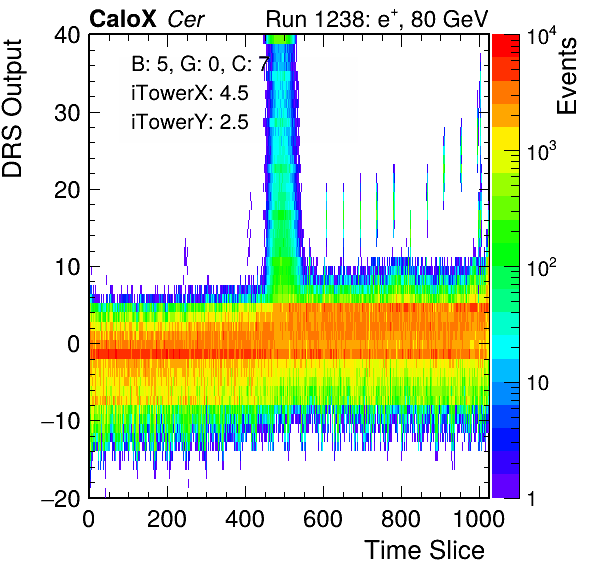 CaloX Cer Run 1238: e+, 80 GeV
B: 5, G: 0, C: 7
iTowerX: 4.5
iTowerY: 2.5
DRS Output
40
30
20
10
0
−10
−20
0 200 400 600 800 1000
Time Slice
Events
10^4
10^3
10^2
10
1